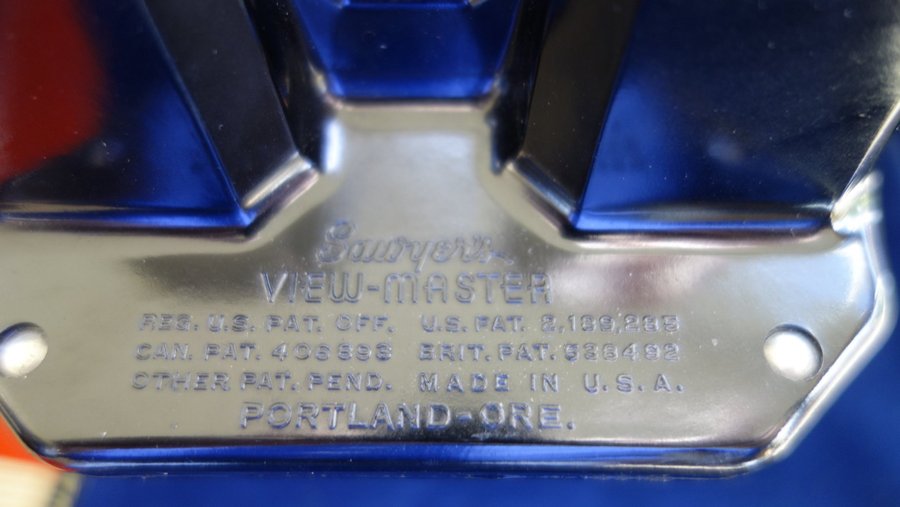 Sawyer's
VIEW-MASTER
REG. U.S. PAT. OFF. U.S. PAT. 2,189,285
CAN. PAT. 406893 BRIT. PAT. 538492
OTHER PAT. PEND. MADE IN U.S.A.
PORTLAND-ORE.